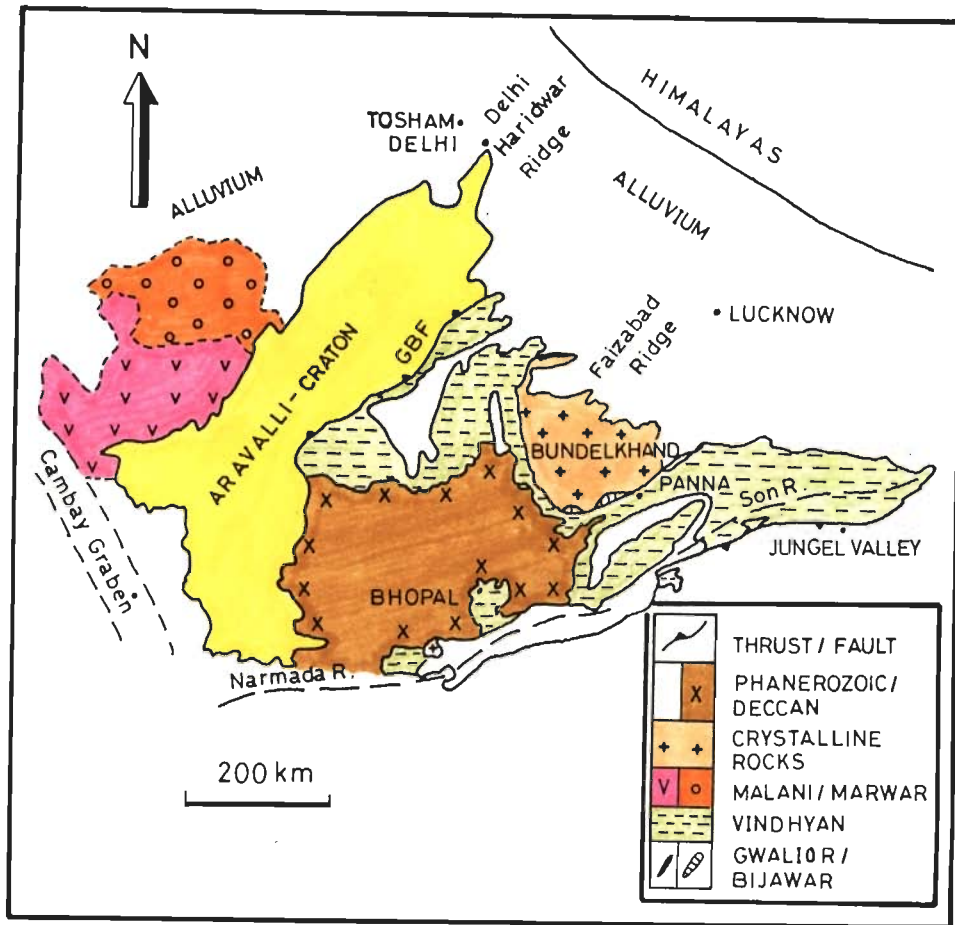 N
HIMALAYAS
TOSHAM
DELHI
Delhi
Haridwar
Ridge
ALLUVIUM
ALLUVIUM
LUCKNOW
Faizabad
Ridge
GBF
ARAVALLI-CRATON
BUNDELKHAND
PANNA
Son R.
JUNGEL VALLEY
Cambay Graben
BHOPAL
Narmada R.
200 km
THRUST / FAULT
PHANEROZOIC/
DECCAN
CRYSTALLINE
ROCKS
MALANI / MARWAR
VINDHYAN
GWALIOR /
BIJAWAR